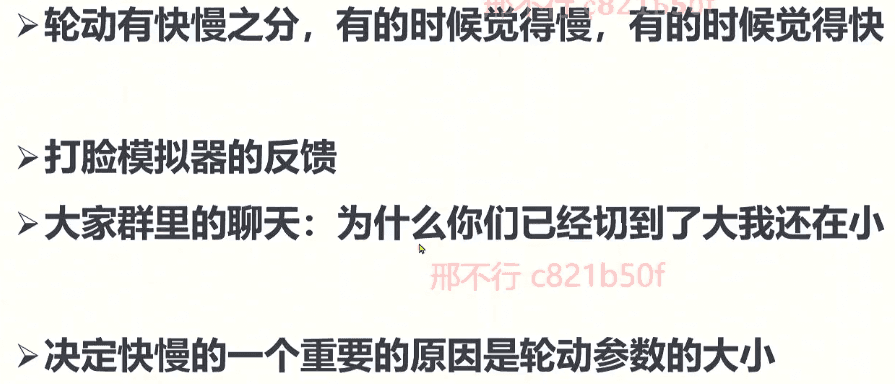 ➢轮动有快慢之分，有的时候觉得慢，有的时候觉得快
➢打脸模拟器的反馈
➢大家群里的聊天：为什么你们已经切到了大我还在小
邢不行 c821b50f
➢决定快慢的一个重要的原因是轮动参数的大小